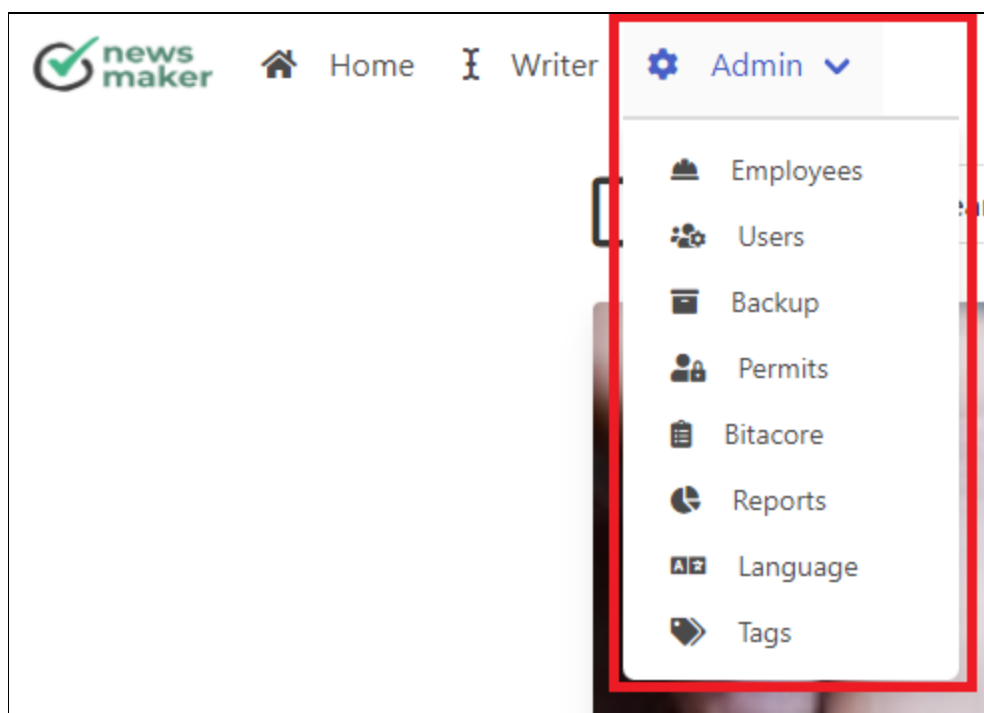 news
maker
Home
Writer
Admin
Employees
Users
Backup
Permits
Bitacore
Reports
Language
Tags